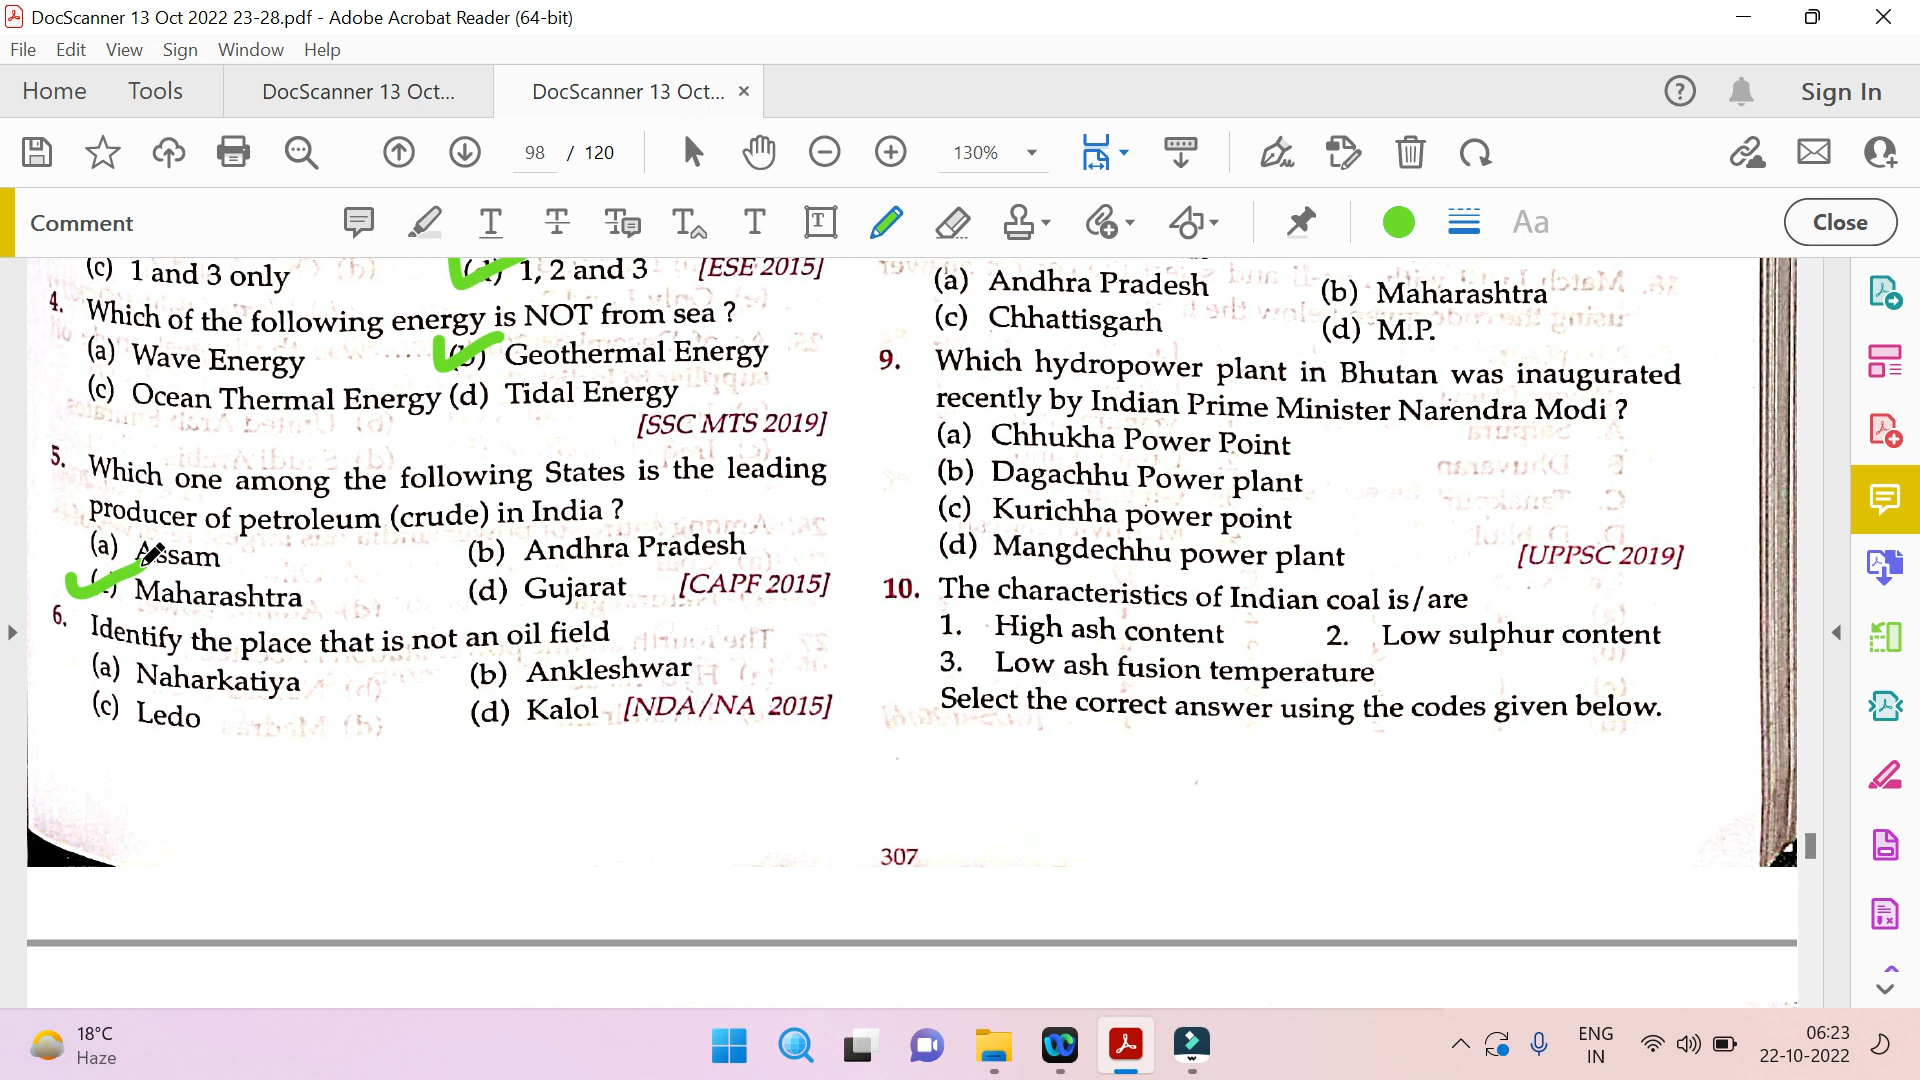 DocScanner 13 Oct 2022 23-28.pdf - Adobe Acrobat Reader (64-bit)
File Edit View Sign Window Help
Home Tools DocScanner 13 Oct... DocScanner 13 Oct... × Sign In
98 / 120 130%
Comment Aa Close
(c) 1 and 3 only 1, 2 and 3 [ESE 2015]
4. Which of the following energy is NOT from sea ?
(a) Wave Energy (b) Geothermal Energy
(c) Ocean Thermal Energy (d) Tidal Energy
[SSC MTS 2019]
5. Which one among the following States is the leading
producer of petroleum (crude) in India ?
(a) Assam (b) Andhra Pradesh
Maharashtra (d) Gujarat [CAPF 2015]
6. Identify the place that is not an oil field
(a) Naharkatiya (b) Ankleshwar
(c) Ledo (d) Kalol [NDA/NA 2015]
(a) Andhra Pradesh (b) Maharashtra
(c) Chhattisgarh (d) M.P.
9. Which hydropower plant in Bhutan was inaugurated
recently by Indian Prime Minister Narendra Modi ?
(a) Chhukha Power Point
(b) Dagachhu Power plant
(c) Kurichha power point
(d) Mangdechhu power plant [UPPSC 2019]
10. The characteristics of Indian coal is/are
1. High ash content 2. Low sulphur content
3. Low ash fusion temperature
Select the correct answer using the codes given below.
307
18°C
Haze
ENG
IN
06:23
22-10-2022